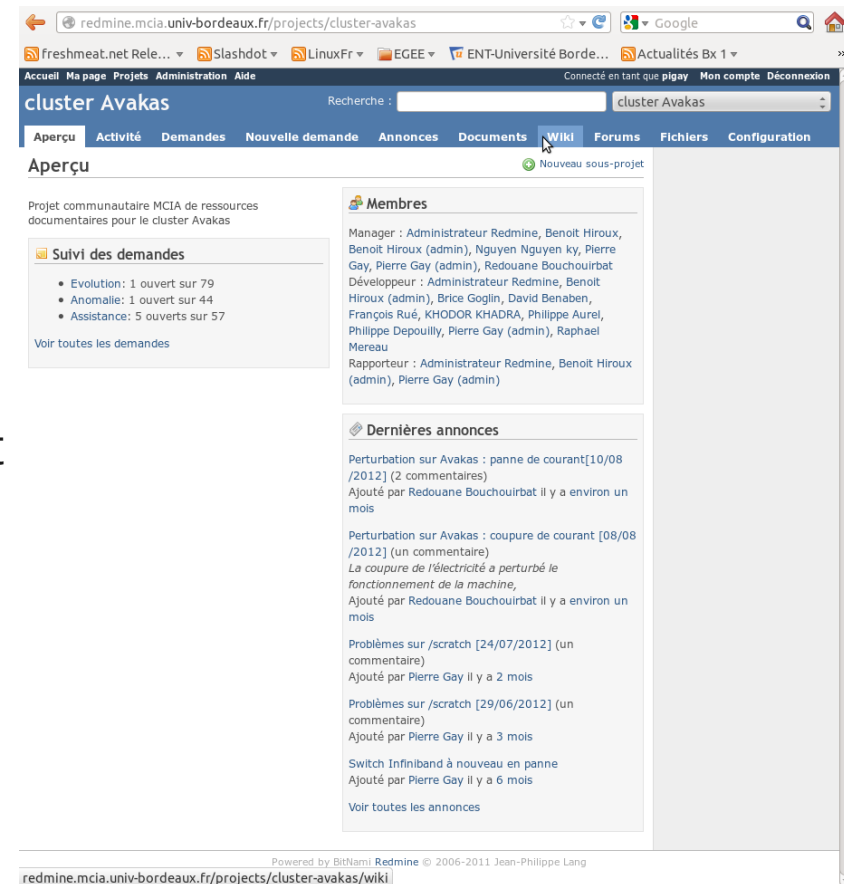 redmine.mcia.univ-bordeaux.fr/projects/cluster-avakas
Google
freshmeat.net Rele...
Slashdot
LinuxFr
EGEE
ENT-Université Borde...
Actualités Bx 1
»
Accueil Ma page Projets Administration Aide
Connecté en tant que pigay Mon compte Déconnexion
cluster Avakas
Recherche :
cluster Avakas
Aperçu Activité Demandes Nouvelle demande Annonces Documents Wiki Forums Fichiers Configuration
Aperçu
Nouveau sous-projet
Projet communautaire MCIA de ressources
documentaires pour le cluster Avakas
Suivi des demandes
• Evolution: 1 ouvert sur 79
• Anomalie: 1 ouvert sur 44
• Assistance: 5 ouverts sur 57
Voir toutes les demandes
t
Membres
Manager : Administrateur Redmine, Benoit Hiroux,
Benoit Hiroux (admin), Nguyen Nguyen ky, Pierre
Gay, Pierre Gay (admin), Redouane Bouchouirbat
Développeur : Administrateur Redmine, Benoit
Hiroux (admin), Brice Goglin, David Benaben,
François Rué, KHODOR KHADRA, Philippe Aurel,
Philippe Depouilly, Pierre Gay (admin), Raphael
Mereau
Rapporteur : Administrateur Redmine, Benoit Hiroux
(admin), Pierre Gay (admin)
Dernières annonces
Perturbation sur Avakas : panne de courant[10/08
/2012] (2 commentaires)
Ajouté par Redouane Bouchouirbat il y a environ un
mois
Perturbation sur Avakas : coupure de courant [08/08
/2012] (un commentaire)
La coupure de l'électricité a perturbé le
fonctionnement de la machine,
Ajouté par Redouane Bouchouirbat il y a environ un
mois
Problèmes sur /scratch [24/07/2012] (un
commentaire)
Ajouté par Pierre Gay il y a 2 mois
Problèmes sur /scratch [29/06/2012] (un
commentaire)
Ajouté par Pierre Gay il y a 3 mois
Switch Infiniband à nouveau en panne
Ajouté par Pierre Gay il y a 6 mois
Voir toutes les annonces
Powered by BitNami Redmine © 2006-2011 Jean-Philippe Lang
redmine.mcia.univ-bordeaux.fr/projects/cluster-avakas/wiki